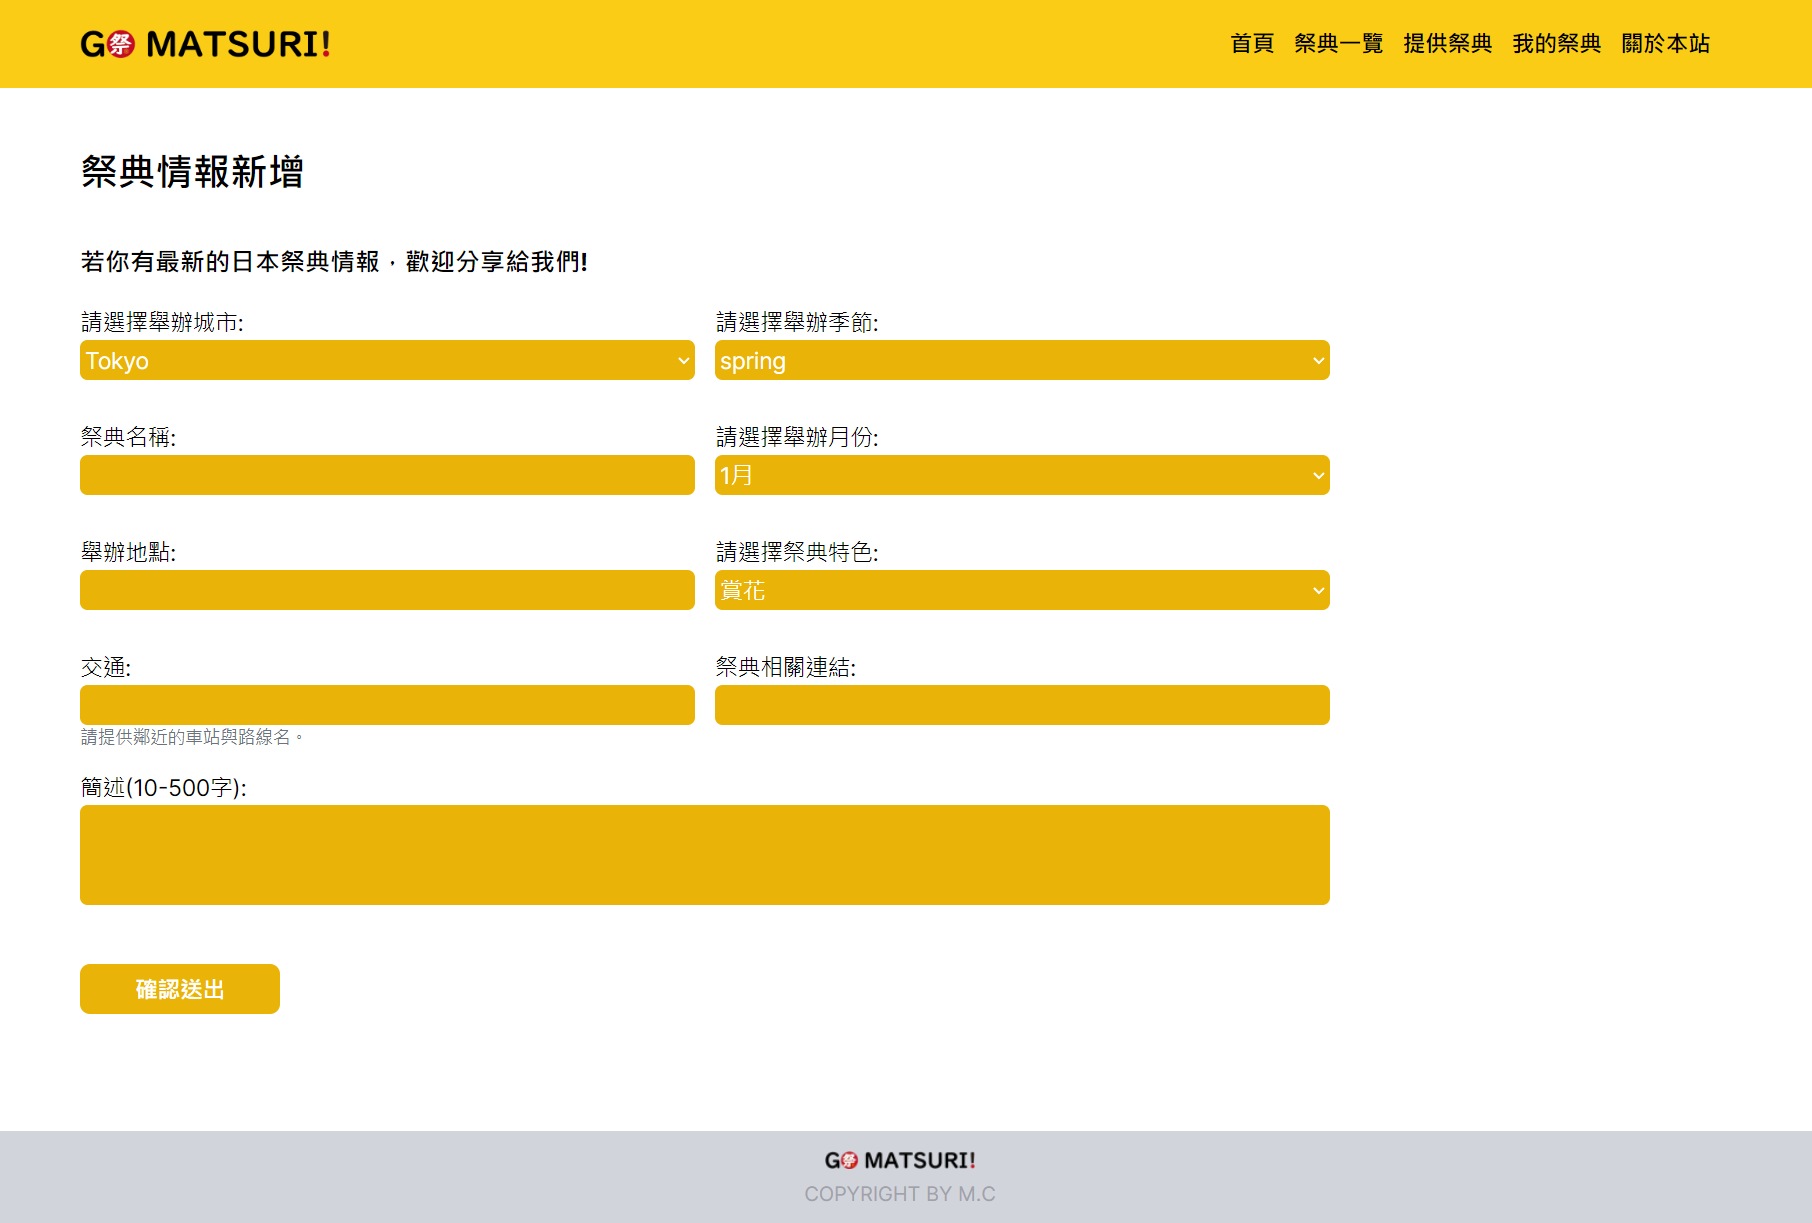 G祭 MATSURI!
首頁 祭典一覽 提供祭典 我的祭典 關於本站
祭典情報新增
若你有最新的日本祭典情報，歡迎分享給我們!
請選擇舉辦城市: 請選擇舉辦季節:
Tokyo spring
祭典名稱: 請選擇舉辦月份:
1月
舉辦地點: 請選擇祭典特色:
賞花
交通: 祭典相關連結:
請提供鄰近的車站與路線名。
簡述(10-500字):
確認送出
G祭 MATSURI!
COPYRIGHT BY M.C